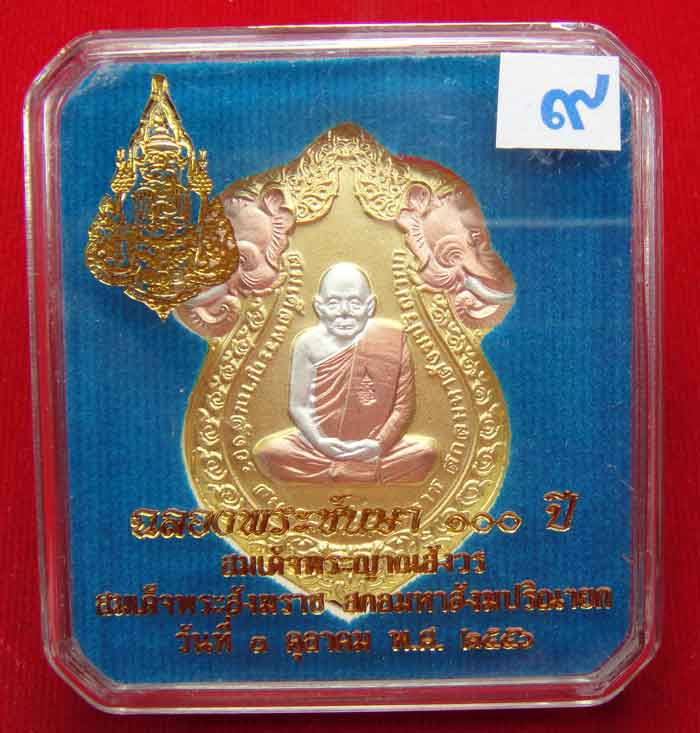 ๙
ฉลองพระชันษา ๑๐๐ ปี
สมเด็จพระญาณสังวร
สมเด็จพระสังฆราช สกลมหาสังฆปริณายก
วันที่ ๓ ตุลาคม พ.ศ. ๒๕๕๖